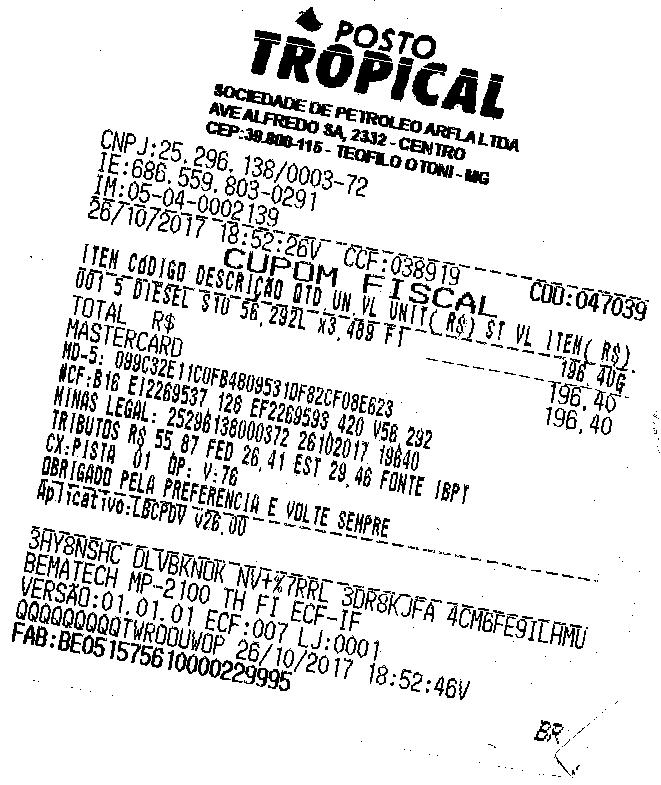 POSTO
TROPICAL
SOCIEDADE DE PETROLEO ARFLA LTDA
AVE ALFREDO SA, 2332 - CENTRO
CEP:39.800-115 - TEOFILO OTONI - MG
CNPJ:25.296.138/0003-72
IE:686.559.803-0291
IM:05-04-0002139
26/10/2017 18:52:26V CCF:038919 COO:047039
CUPOM FISCAL
ITEM CÓDIGO DESCRIÇÃO QTD UN VL UNIT( R$) ST VL ITEM( R$)
001 5 DIESEL S10 56,292L x3,489 FF 196,40G
TOTAL R$ 196,40
MASTERCARD 196,40
MD-5: 099C32E11C0FB4809531DF82CF08E623
#CF:B16 EI2269537 128 EF2269593 420 V56,292
MINAS LEGAL: 25296138000372 26102017 19640
TRIBUTOS R$ 55,87 FED 26,41 EST 29,46 FONTE IBPT
CX:PISTA 01 OP: V:76
OBRIGADO PELA PREFERENCIA E VOLTE SEMPRE
Aplicativo:LBCPDV v26.00
3HY8NSHC DLVBKNOK NV+%7RRL 3DR8KJFA 4CM6FE9ILHMU
BEMATECH MP-2100 TH FI ECF-IF
VERSÃO:01.01.01 ECF:007 LJ:0001
QQQQQQQQQTWROOUWOP 26/10/2017 18:52:46V
FAB:BE051575610000229995
BR